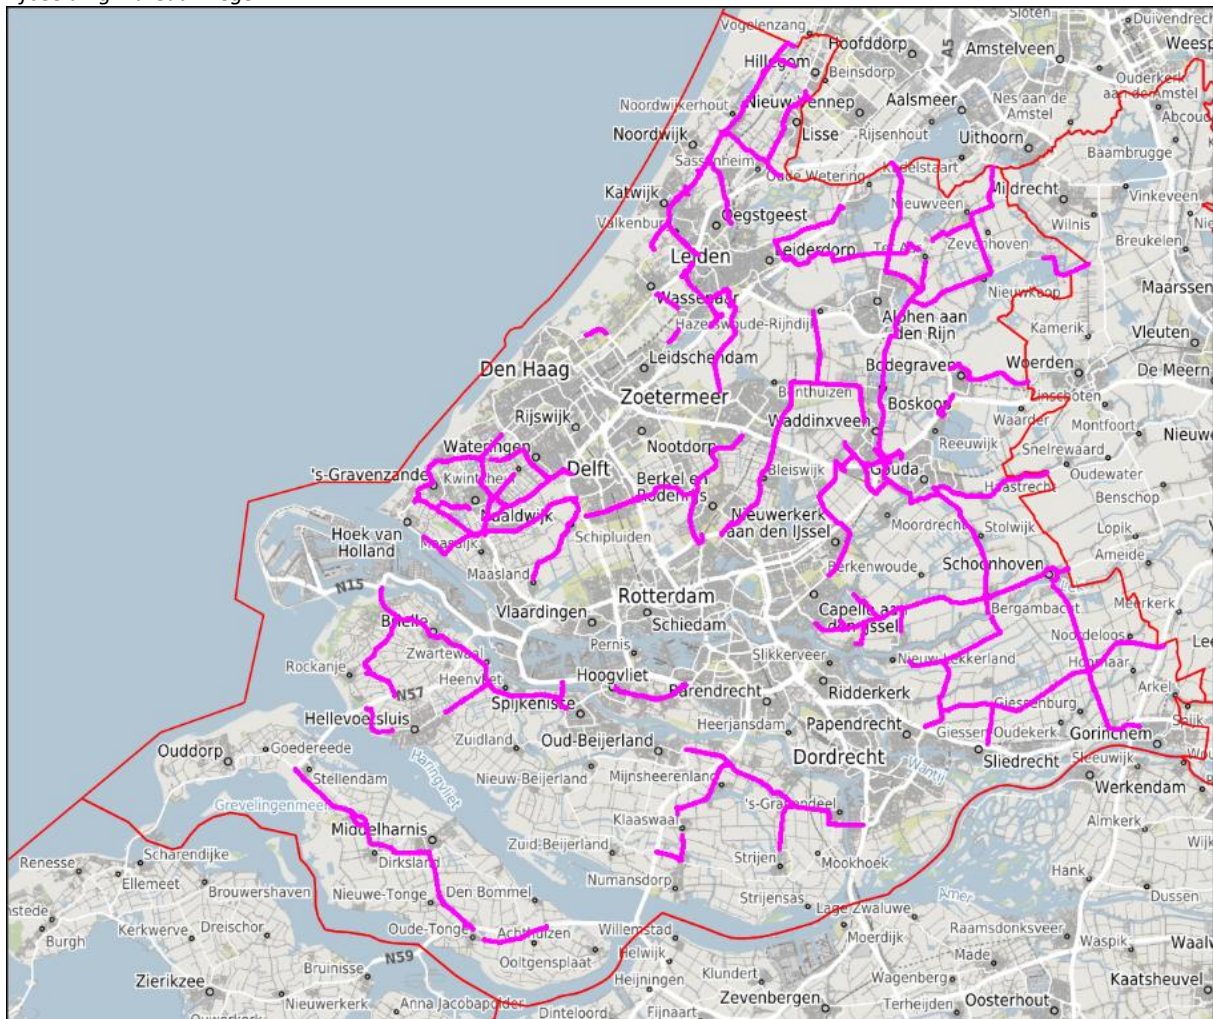 Vogelenzang
Sloten
Duivendrech
Hoofddorp
A5
Amstelveen
Weesp
Hillegom
Beinsdorp
Ouderkerk
aan de Amstel
Noordwijkerhout
Nieuw-Vennep
Aalsmeer
Nes aan de
Amstel
Abcou
Noordwijk
Lisse
Rijsenhout
Uithoorn
Baambrugge
Sassenheim
Oude Wetering
Kudelstaart
Katwijk
Nieuwveen
Mijdrecht
Vinkeveen
Valkenbur
Oegstgeest
Wilnis
Leiden
Leiderdorp
Ter Aar
Zevenhoven
Breukelen
Wassenaar
Nieuwkoop
Maarssen
Hazerswoude-Rijndijk
Alphen aan
den Rijn
Kamerik
Vleuten
Den Haag
Leidschendam
Bodegraven
Woerden
De Meern
Zoetermeer
Benthuizen
Boskoop
Linschoten
Rijswijk
Waddinxveen
Waarder
Montfoort
Wateringen
Nootdorp
Reeuwijk
Snelrewaard
Nieuwe
's-Gravenzande
Kwintsheul
Delft
Berkel en
Rodenrijs
Bleiswijk
Gouda
Haastrecht
Oudewater
Benschop
Naaldwijk
Nieuwerkerk
aan den IJssel
Moordrecht
Stolwijk
Lopik
Hoek van
Holland
Maasdijk
Schipluiden
Ameide
Maasland
Berkenwoude
Schoonhoven
N15
Vlaardingen
Rotterdam
Capelle aan
den IJssel
Bergambacht
Meerkerk
Brielle
Schiedam
Noordeloos
Pernis
Lee
Rockanje
Zwartewaal
Slikkerveer
Nieuw-Lekkerland
Hoornaar
Heenvliet
Hoogvliet
Barendrecht
Ridderkerk
Arkel
N57
Spijkenisse
Giessenburg
Hellevoetsluis
Heerjansdam
Papendrecht
Giessen-Oudekerk
Spijk
Ouddorp
Goedereede
Zuidland
Oud-Beijerland
Dordrecht
Gorinchem
Sliedrecht
Sleeuwijk
Stellendam
Haringvliet
Nieuw-Beijerland
Mijnsheerenland
Wantij
Werkendam
Grevelingenmeer
's-Gravendeel
Middelharnis
Klaaswaal
Almkerk
Renesse
Scharendijke
Dirksland
Zuid-Beijerland
Strijen
Mookhoek
Wijk
Ellemeet
Brouwershaven
Nieuwe-Tonge
Den Bommel
Numansdorp
Strijensas
Amer
Hank
Dussen
Burgh
Kerkwerve
Dreischor
Oude-Tonge
Achthuizen
Willemstad
Lage Zwaluwe
Moerdijk
Raamsdonksveer
Waspik
Waalw
N59
Ooltgensplaat
Helwijk
Made
Zierikzee
Bruinisse
Heijningen
Klundert
Wagenberg
Kaatsheuvel
Nieuwerkerk
Anna Jacobapolder
Dinteloord
Fijnaart
Zevenbergen
Terheijden
Oosterhout